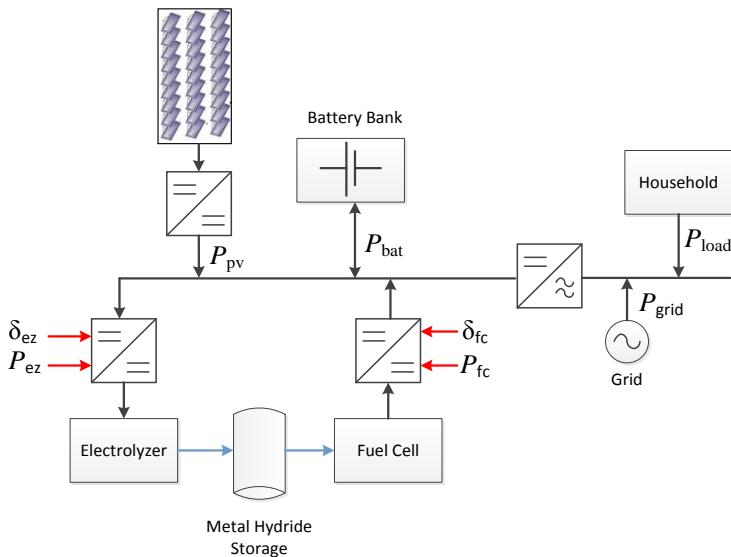 Battery Bank
Household
P_bat
P_load
P_pv
P_grid
δ_ez
δ_fc
P_ez
P_fc
Grid
Electrolyzer
Fuel Cell
Metal Hydride
Storage